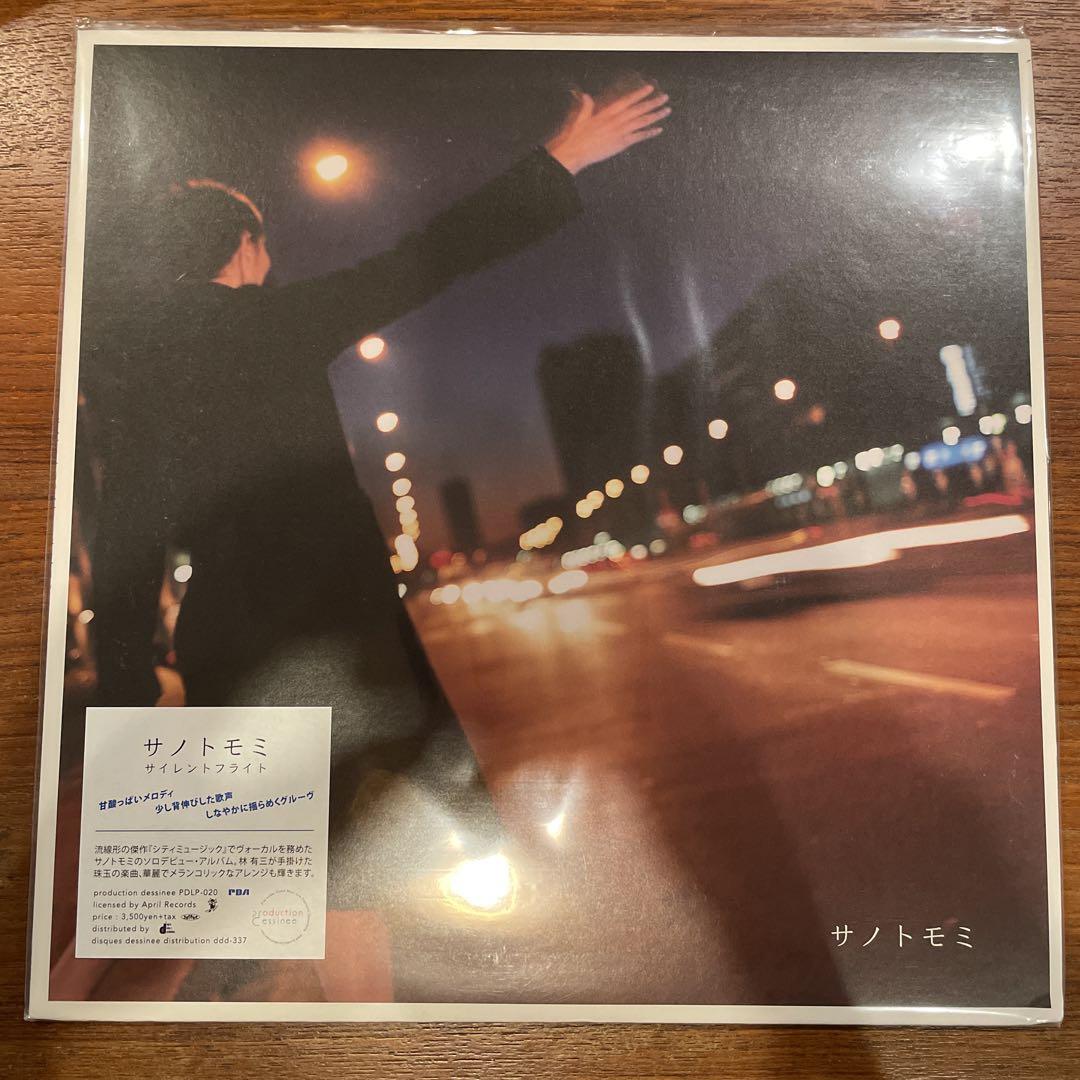 サノトモミ
サイレントフライト
甘酸っぱいメロディ
少し背伸びした歌声
しなやかに揺らめくグルーヴ
流線形の傑作『シティミュージック』でヴォーカルを務めた
サノトモミのソロデビュー・アルバム。林 有三が手掛けた
珠玉の楽曲、華麗でメランコリックなアレンジも輝きます。
production dessinee PDLP-020 PBA
licensed by April Records
price : 3,500yen+tax
distributed by
disques dessinee distribution ddd-337
production
dessinee
サノトモミ